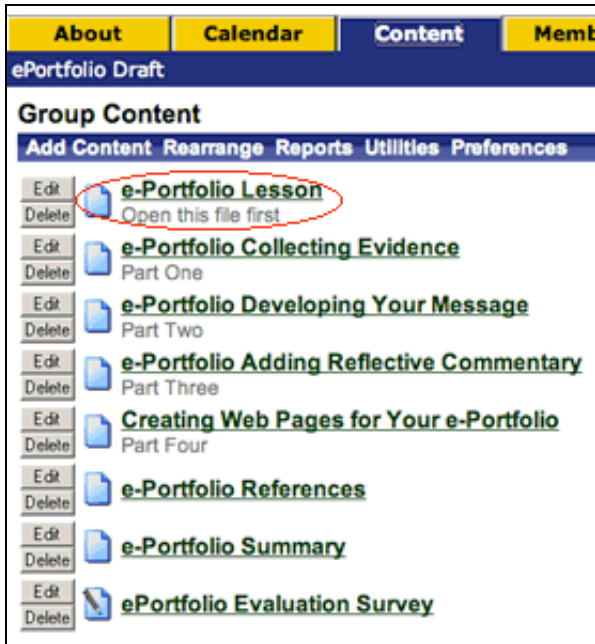 About Calendar Content Memb
ePortfolio Draft
Group Content
Add Content Rearrange Reports Utilities Preferences
Edit e-Portfolio Lesson
Delete Open this file first
Edit e-Portfolio Collecting Evidence
Delete Part One
Edit e-Portfolio Developing Your Message
Delete Part Two
Edit e-Portfolio Adding Reflective Commentary
Delete Part Three
Edit Creating Web Pages for Your e-Portfolio
Delete Part Four
Edit
Delete e-Portfolio References
Edit
Delete e-Portfolio Summary
Edit
Delete ePortfolio Evaluation Survey